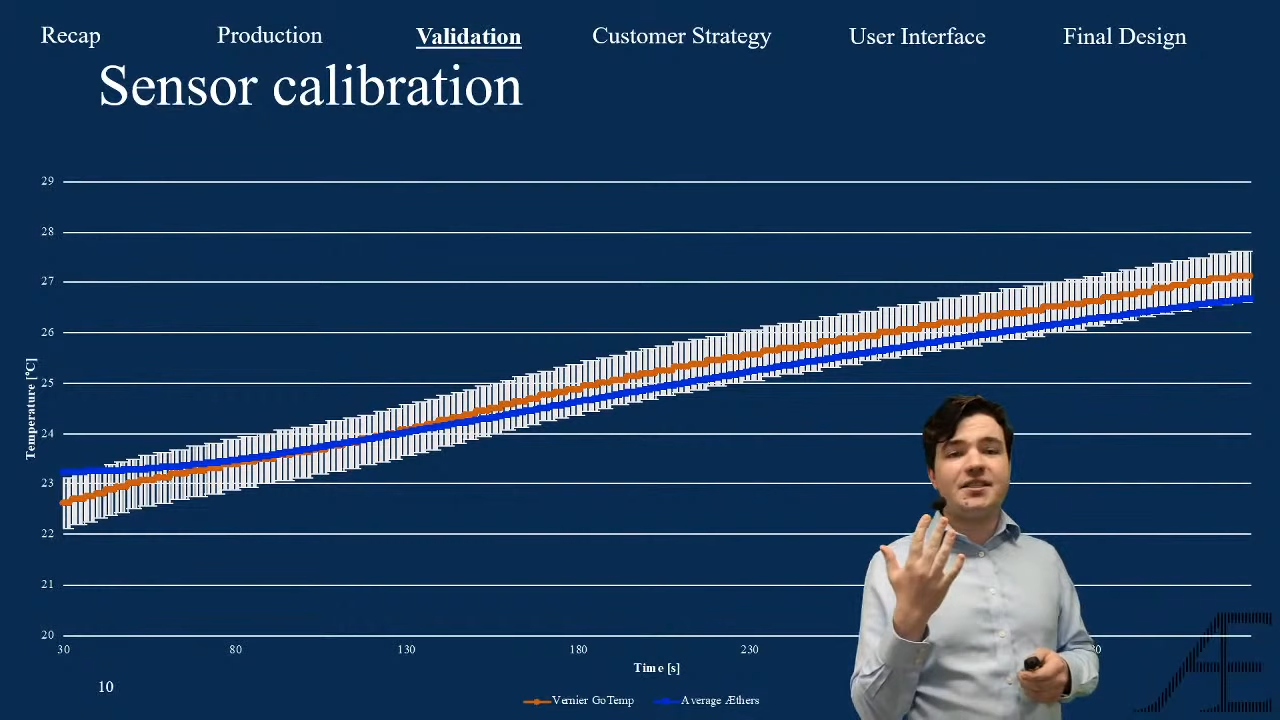 Recap Production Validation Customer Strategy User Interface Final Design
Sensor calibration
29
28
27
26
25
24
23
22
21
20
Temperature [°C]
30 80 130 180 230
Time [s]
10
Vernier GoTemp Average Æthers
ÆE